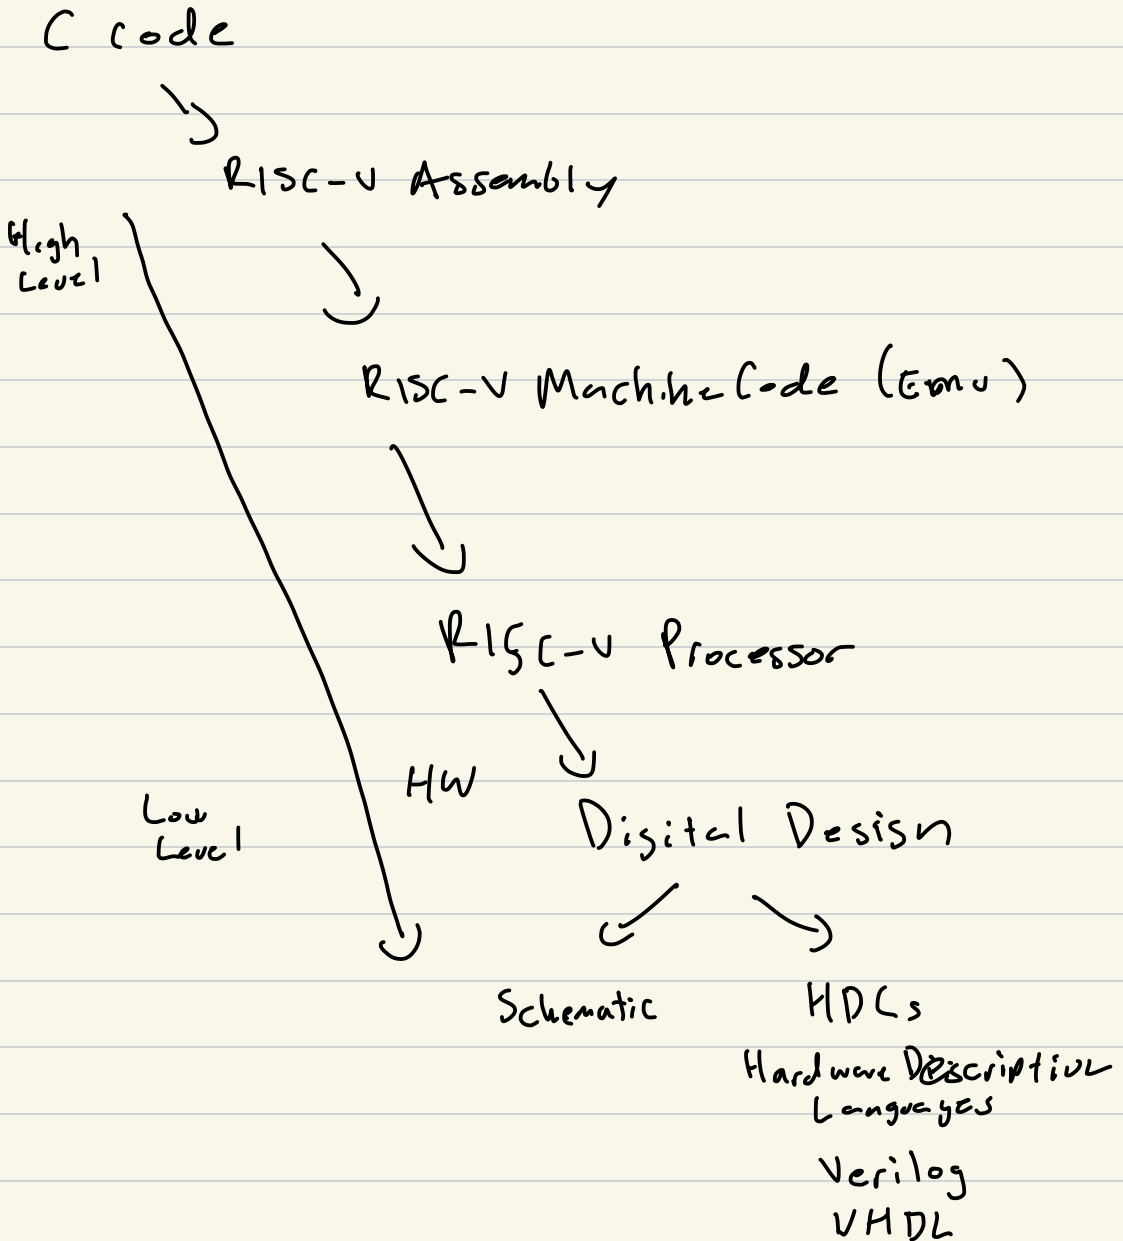 C code
RISC-V Assembly
High
Level
RISC-V Machine Code (Emu)
RISC-V Processor
HW
Low
Level
Digital Design
Schematic
HDLs
Hardware Descriptive
Languages
Verilog
VHDL